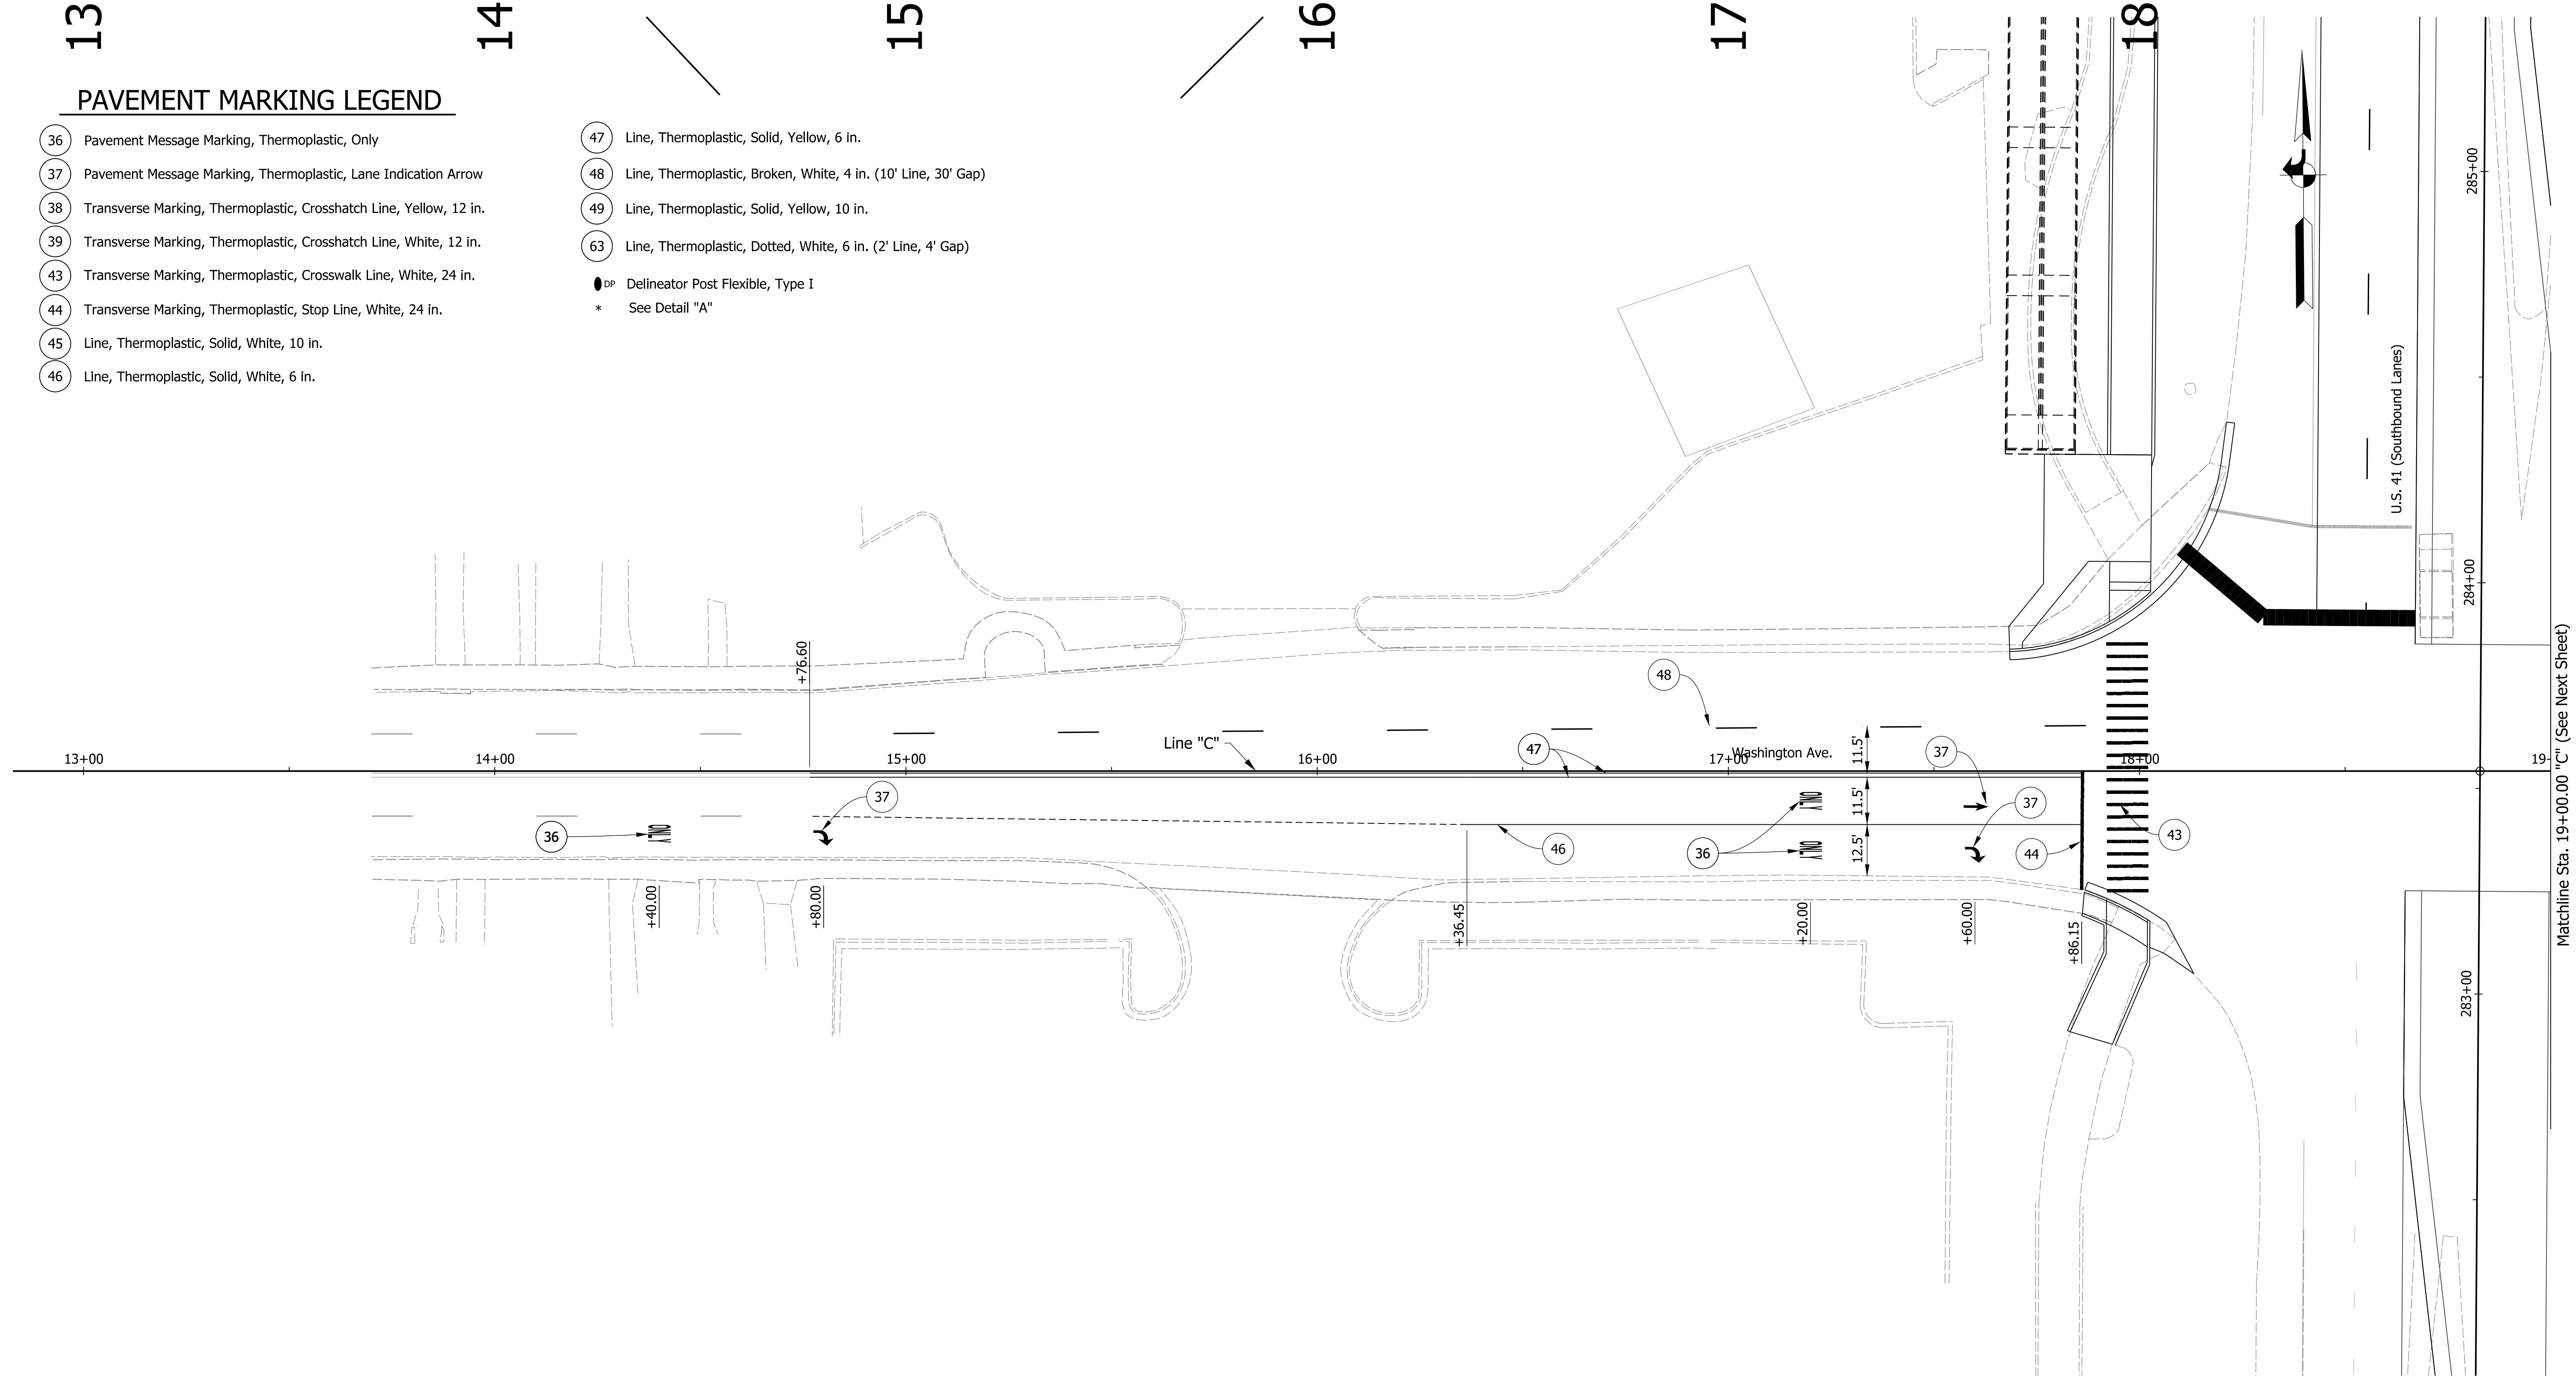 13
14
15
16
17
18
PAVEMENT MARKING LEGEND
36 Pavement Message Marking, Thermoplastic, Only
37 Pavement Message Marking, Thermoplastic, Lane Indication Arrow
38 Transverse Marking, Thermoplastic, Crosshatch Line, Yellow, 12 in.
39 Transverse Marking, Thermoplastic, Crosshatch Line, White, 12 in.
43 Transverse Marking, Thermoplastic, Crosswalk Line, White, 24 in.
44 Transverse Marking, Thermoplastic, Stop Line, White, 24 in.
45 Line, Thermoplastic, Solid, White, 10 in.
46 Line, Thermoplastic, Solid, White, 6 in.
47 Line, Thermoplastic, Solid, Yellow, 6 in.
48 Line, Thermoplastic, Broken, White, 4 in. (10' Line, 30' Gap)
49 Line, Thermoplastic, Solid, Yellow, 10 in.
63 Line, Thermoplastic, Dotted, White, 6 in. (2' Line, 4' Gap)
DP Delineator Post Flexible, Type I
* See Detail "A"
285+00
U.S. 41 (Southbound Lanes)
284+00
+76.60
48
Line "C"
47
Washington Ave.
11.5'
37
13+00
14+00
15+00
16+00
17+00
18+00
19+
37
36
ONLY
ONLY
11.5'
37
43
46
36
ONLY
12.5'
44
+40.00
+80.00
+36.45
+20.00
+60.00
+86.15
283+00
Matchline Sta. 19+00.00 "C" (See Next Sheet)